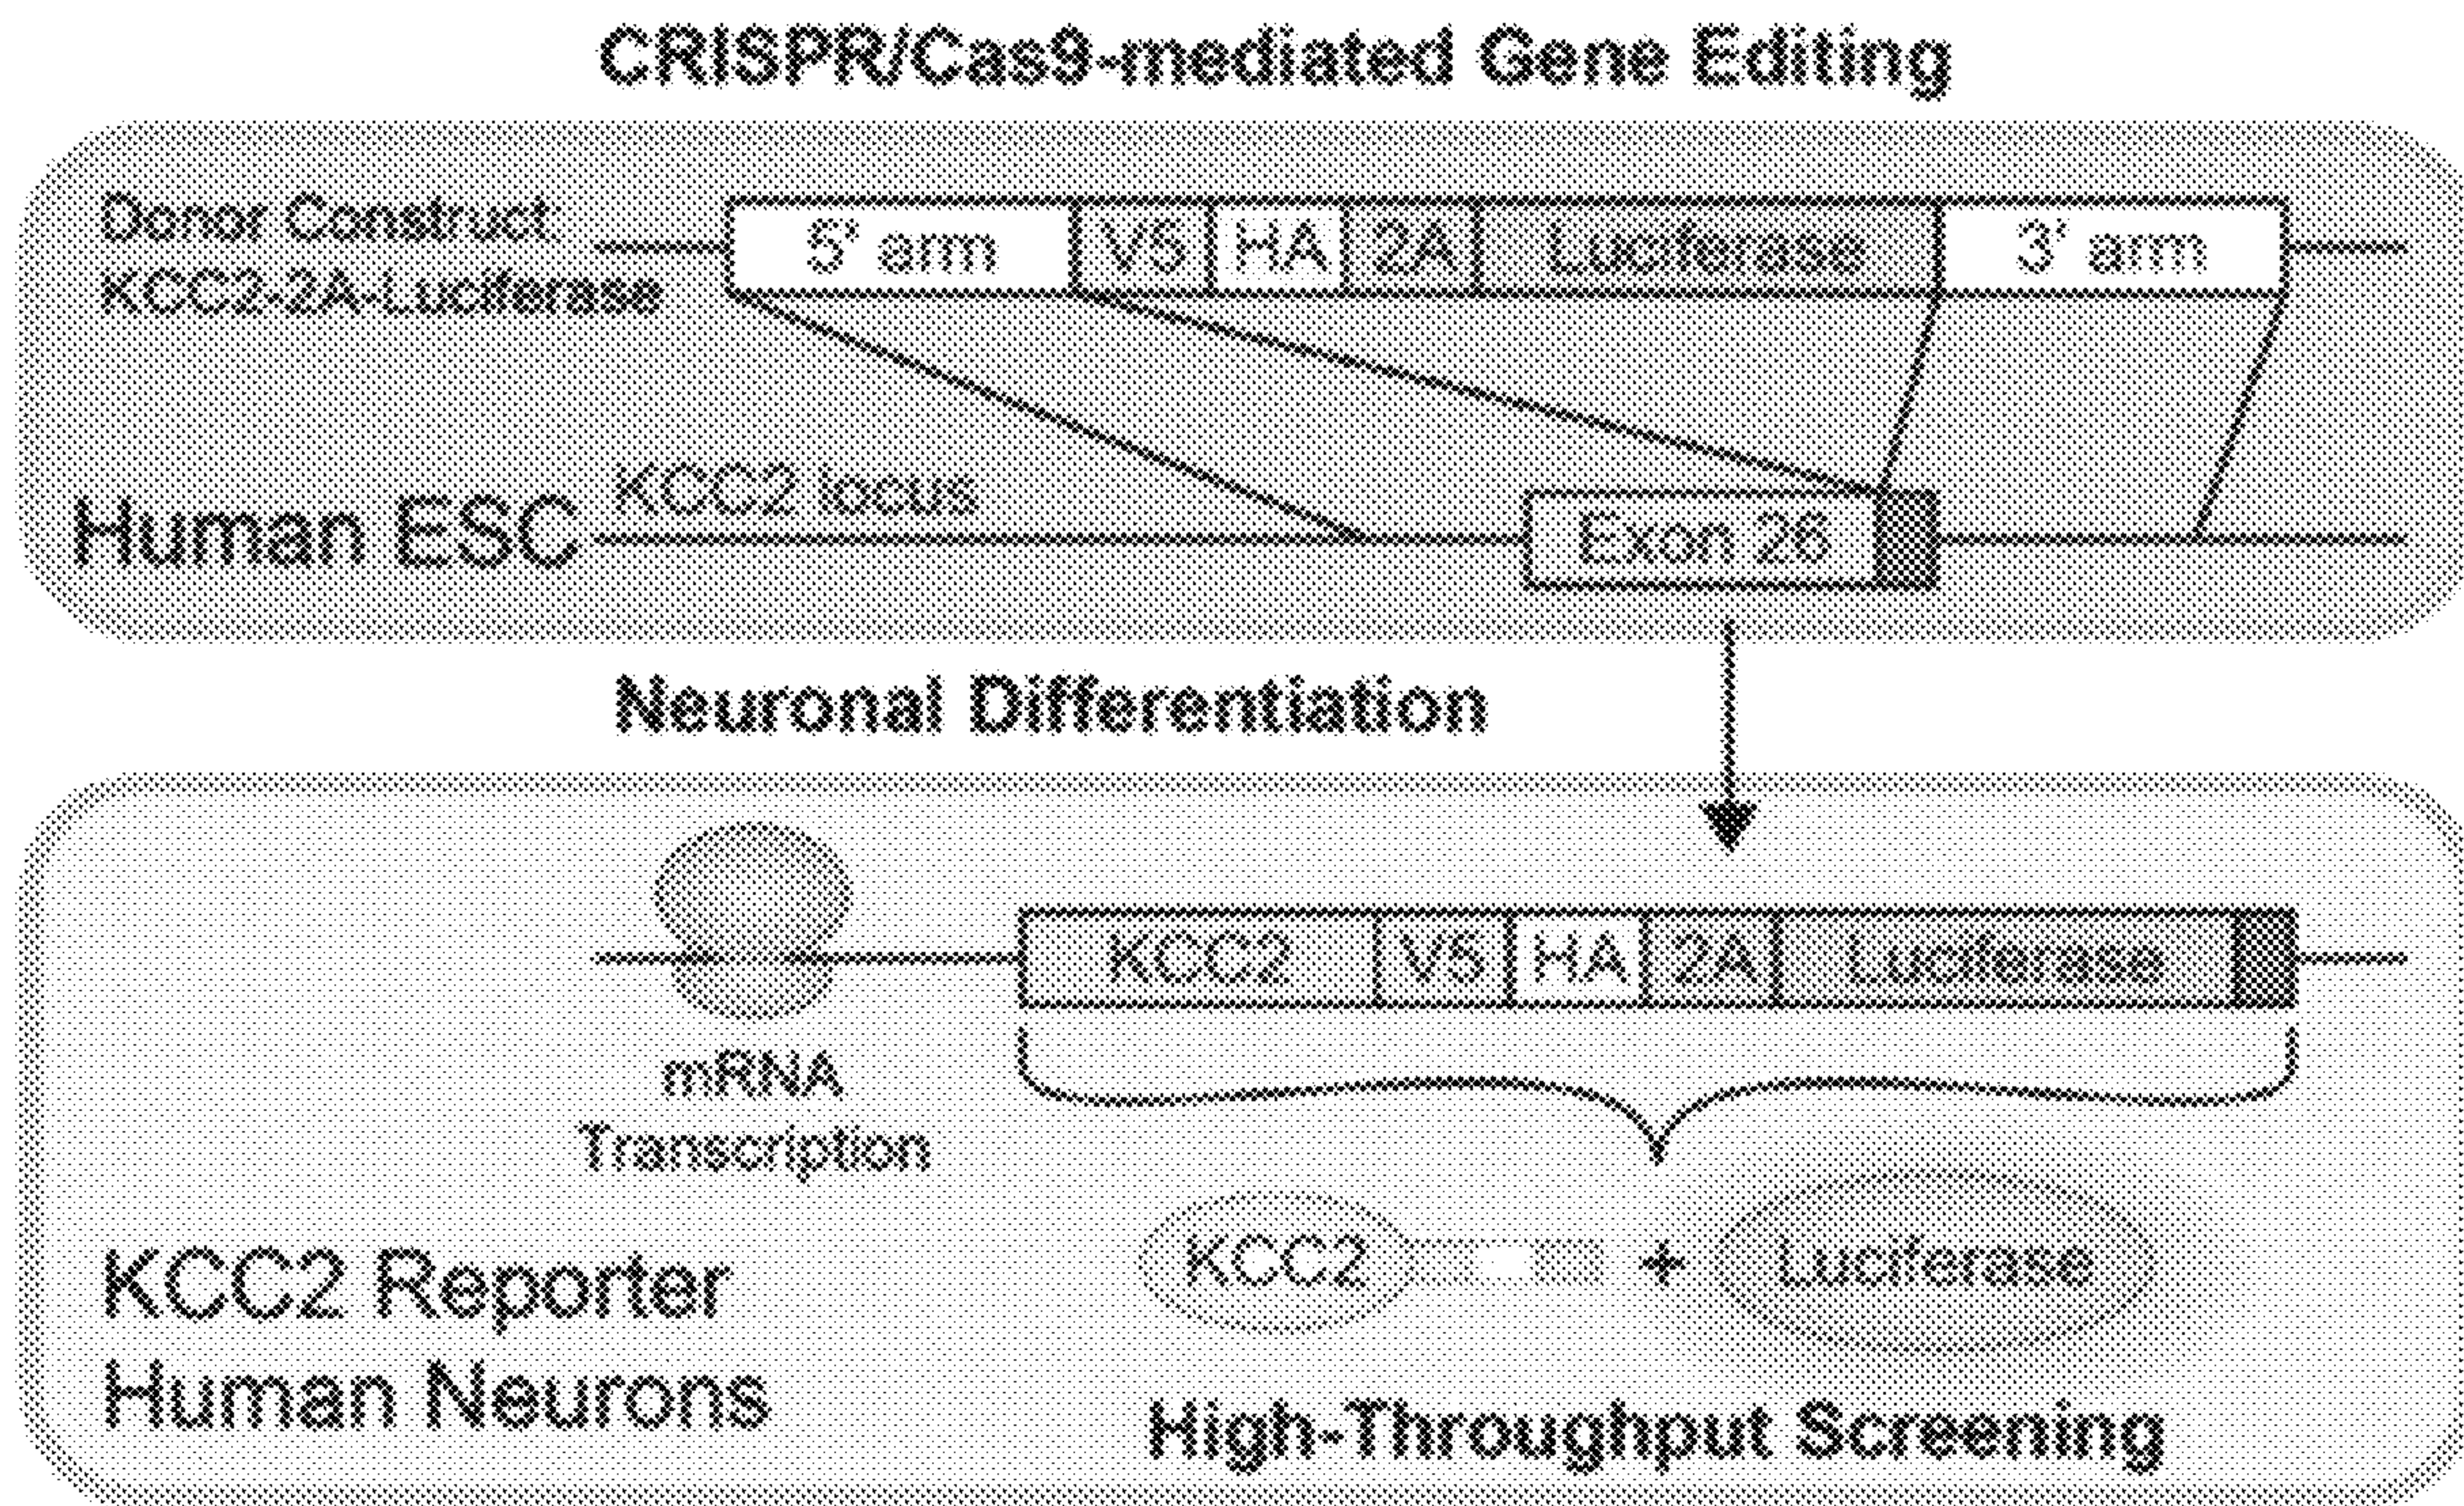 CRISPR/Cas9-mediated Gene Editing
Donor Construct
KCC2-2A-Luciferase
5' arm
V5
HA
2A
Luciferase
3' arm
KCC2 locus
Human ESC
Exon 26
Neuronal Differentiation
KCC2
V5
HA
2A
Luciferase
mRNA
Transcription
KCC2
+
Luciferase
KCC2 Reporter
Human Neurons
High-Throughput Screening